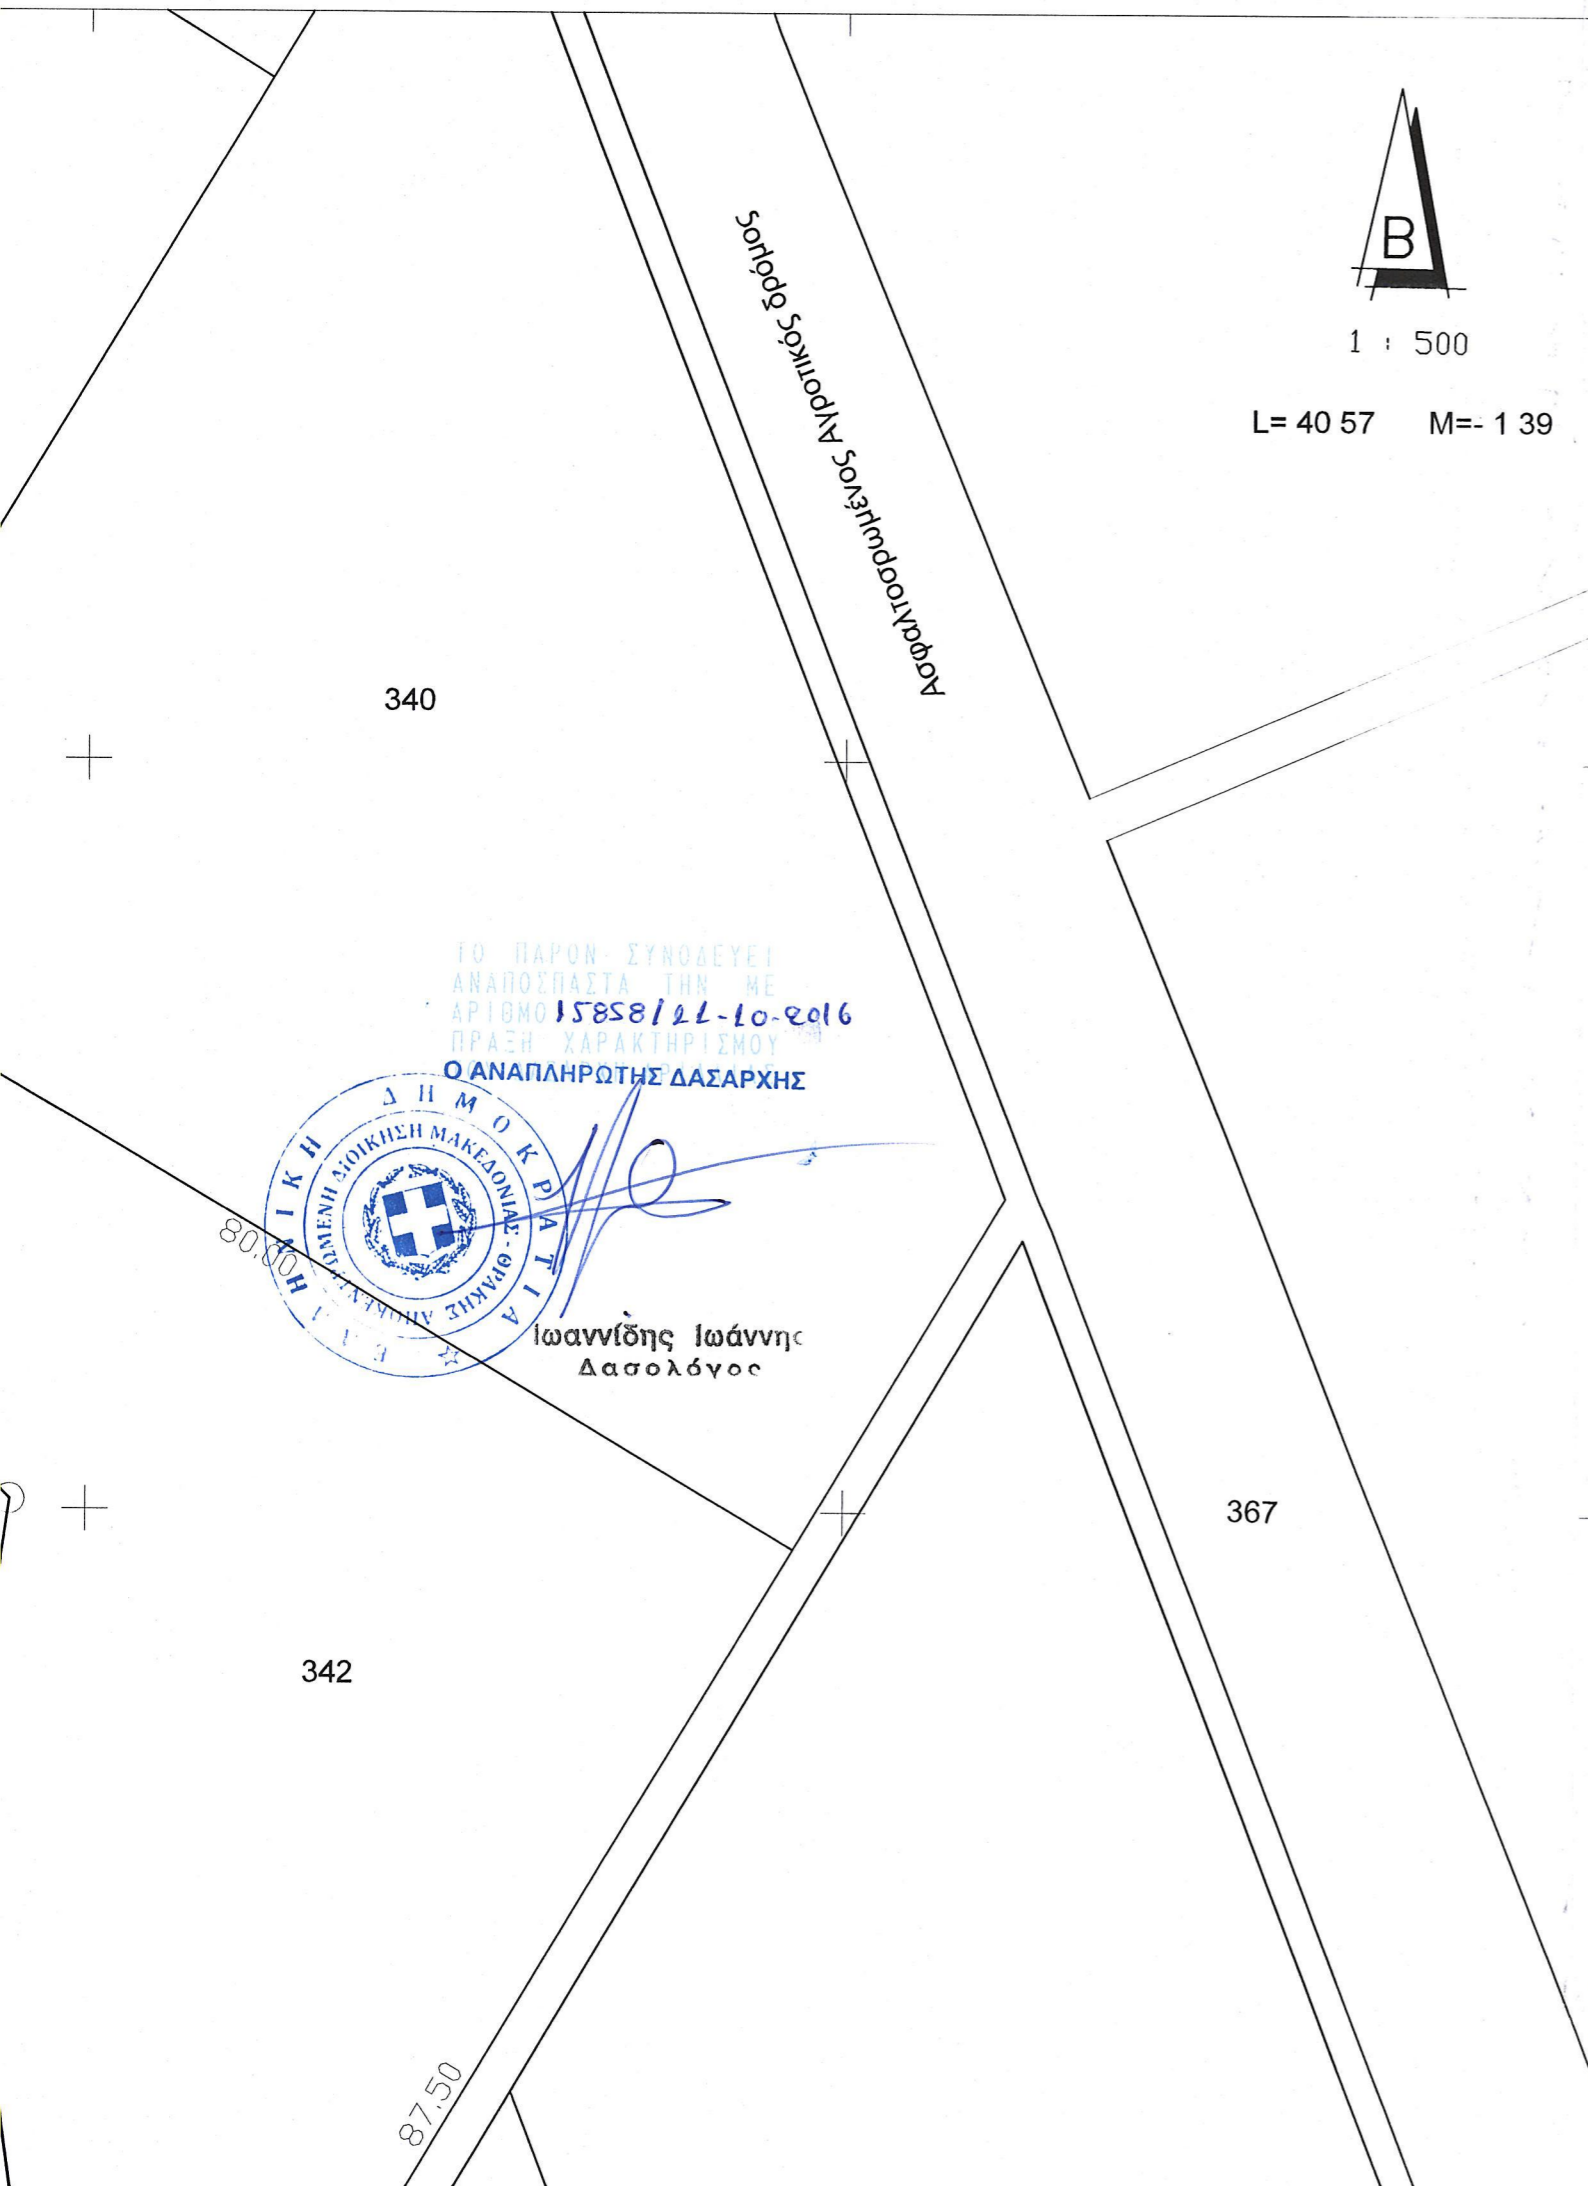 Β
1 : 500
L= 40 57 M=- 1 39
Ασφαλτοσρωμένος Αγροτικός δρόμος
340
ΤΟ ΠΑΡΟΝ ΣΥΝΟΔΕΥΕΙ
ΑΝΑΠΟΣΠΑΣΤΑ ΤΗΝ ΜΕ
ΑΡΙΘΜΟ 15858/21-10-2016
ΠΡΑΞΗ ΧΑΡΑΚΤΗΡΙΣΜΟΥ
Ο ΑΝΑΠΛΗΡΩΤΗΣ ΔΑΣΑΡΧΗΣ
ΕΛΛΗΝΙΚΗ ΔΗΜΟΚΡΑΤΙΑ
ΑΠΟΚΕΝΤΡΩΜΕΝΗ ΔΙΟΙΚΗΣΗ ΜΑΚΕΔΟΝΙΑΣ - ΘΡΑΚΗΣ
80.00
Ιωαννίδης Ιωάννης
Δασολόγος
367
342
87.50